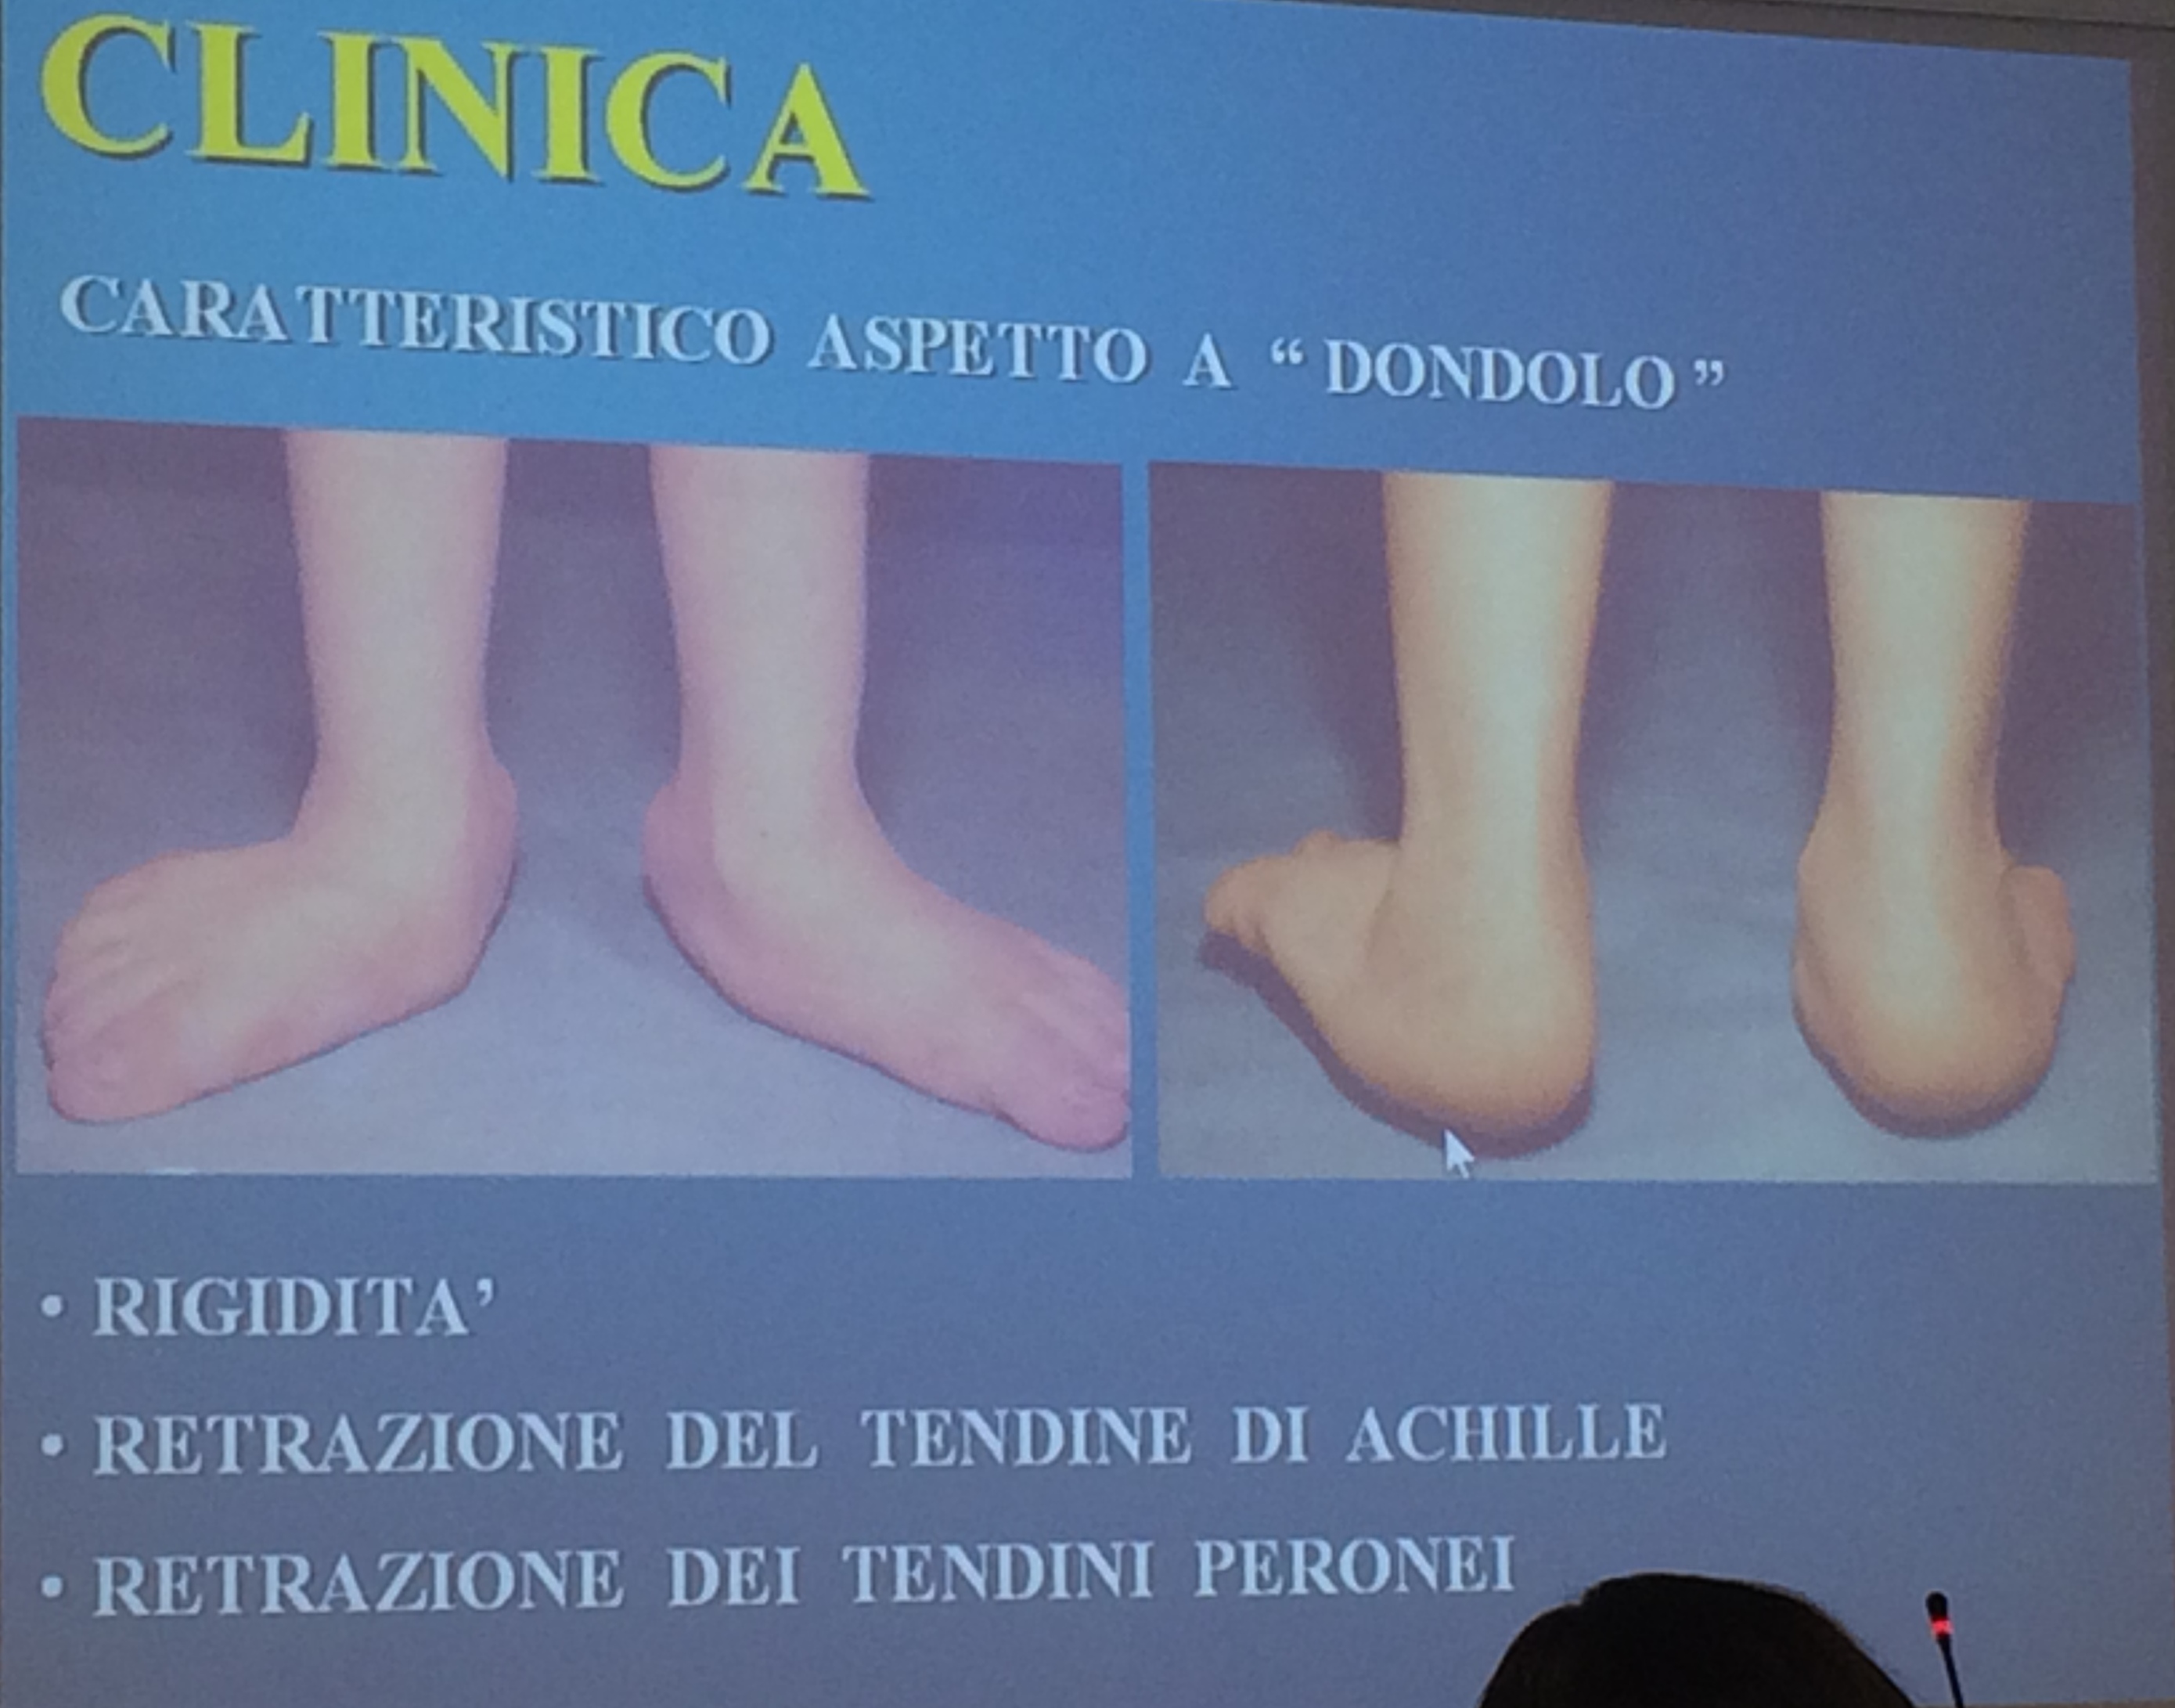 CLINICA
CARATTERISTICO ASPETTO A “ DONDOLO ”
• RIGIDITA’
• RETRAZIONE DEL TENDINE DI ACHILLE
• RETRAZIONE DEI TENDINI PERONEI